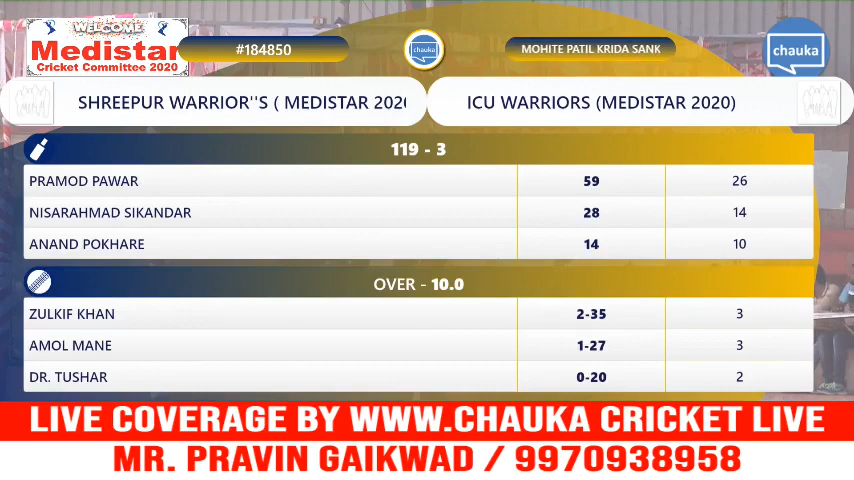 WELCOME
Medistar
Cricket Committee 2020
#184850
chauka
MOHITE PATIL KRIDA SANK
chauka
SHREEPUR WARRIOR''S ( MEDISTAR 202
ICU WARRIORS (MEDISTAR 2020)
119 - 3
PRAMOD PAWAR 59 26
NISARAHMAD SIKANDAR 28 14
ANAND POKHARE 14 10
OVER - 10.0
ZULKIF KHAN 2-35 3
AMOL MANE 1-27 3
DR. TUSHAR 0-20 2
LIVE COVERAGE BY WWW.CHAUKA CRICKET LIVE
MR. PRAVIN GAIKWAD / 9970938958